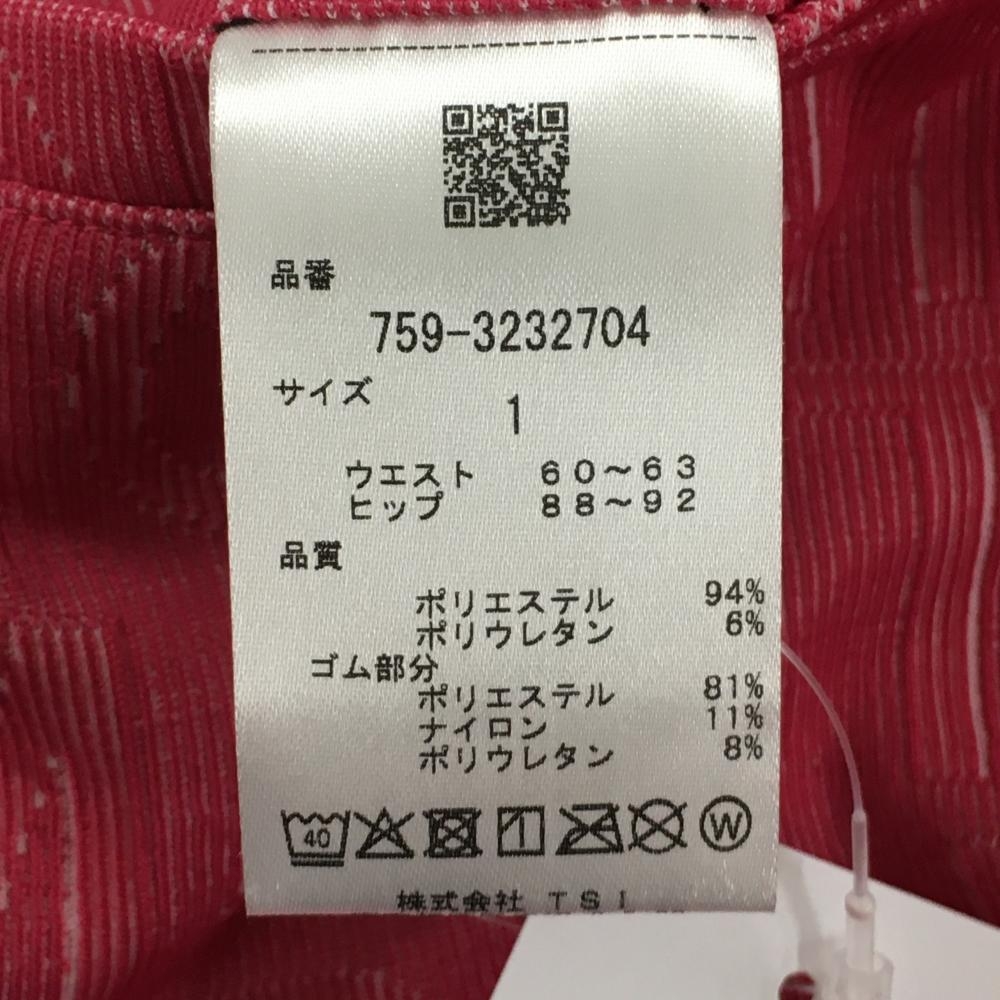 品番
759-3232704
サイズ
1
ウエスト 60～63
ヒップ 88～92
品質
ポリエステル 94%
ポリウレタン 6%
ゴム部分
ポリエステル 81%
ナイロン 11%
ポリウレタン 8%
40 W
株式会社 TSI